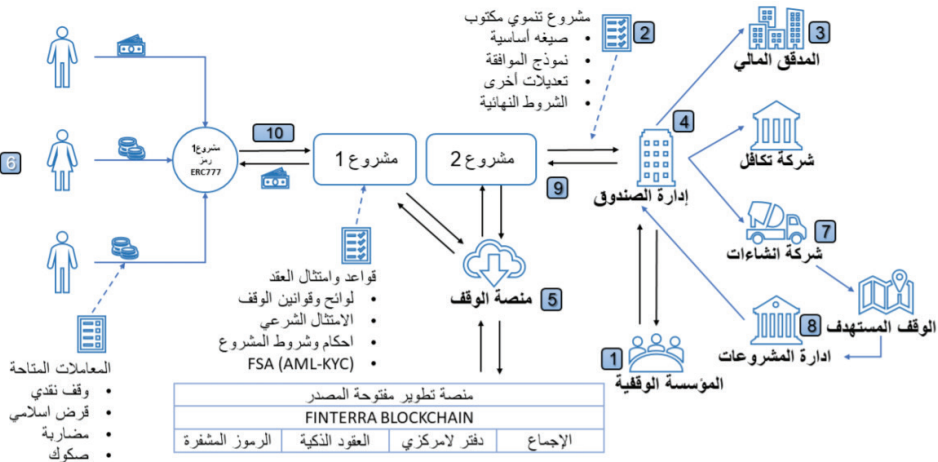 مشروع تنموي مكتوب
• صيغه أساسية
• نموذج الموافقة
• تعديلات أخرى
• الشروط النهائية
2
3
المدقق المالي
4
إدارة الصندوق
شركة تكافل
7
شركة انشاءات
الوقف المستهدف
8
ادارة المشروعات
1
المؤسسة الوقفية
9
مشروع 2
مشروع 1
10
مشروع1
رمز
ERC777
6
5
منصة الوقف
قواعد وامتثال العقد
• لوائح وقوانين الوقف
• الامتثال الشرعي
• احكام وشروط المشروع
• FSA (AML-KYC)
المعاملات المتاحة
• وقف نقدي
• قرض اسلامي
• مضاربة
• صكوك
منصة تطوير مفتوحة المصدر
FINTERRA BLOCKCHAIN
الإجماع
دفتر لامركزي
العقود الذكية
الرموز المشفرة